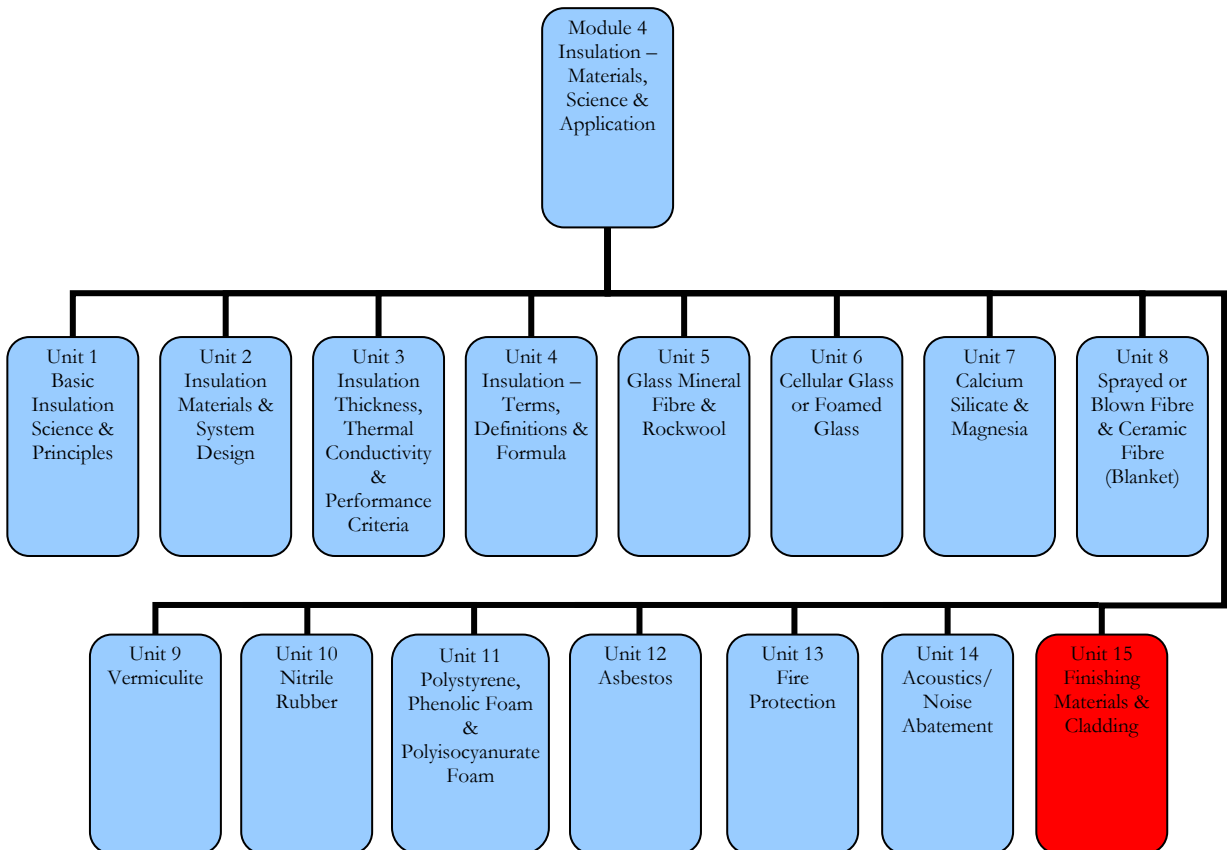 Module 4
Insulation –
Materials,
Science &
Application
Unit 1
Basic
Insulation
Science &
Principles
Unit 2
Insulation
Materials &
System
Design
Unit 3
Insulation
Thickness,
Thermal
Conductivity
&
Performance
Criteria
Unit 4
Insulation –
Terms,
Definitions &
Formula
Unit 5
Glass Mineral
Fibre &
Rockwool
Unit 6
Cellular Glass
or Foamed
Glass
Unit 7
Calcium
Silicate &
Magnesia
Unit 8
Sprayed or
Blown Fibre
& Ceramic
Fibre
(Blanket)
Unit 9
Vermiculite
Unit 10
Nitrile
Rubber
Unit 11
Polystyrene,
Phenolic Foam
&
Polyisocyanurate
Foam
Unit 12
Asbestos
Unit 13
Fire
Protection
Unit 14
Acoustics/
Noise
Abatement
Unit 15
Finishing
Materials &
Cladding